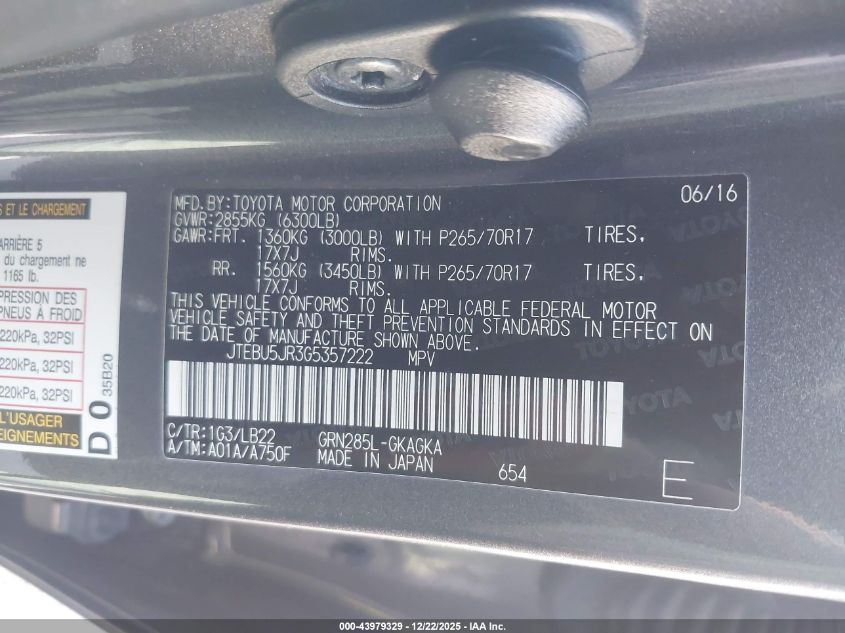 S ET LE CHARGEMENT
ARRIÈRE 5
du chargement ne
1165 lb.
PRESSION DES
PNEUS À FROID
220kPa, 32PSI
220kPa, 32PSI
220kPa, 32PSI
L'USAGER
EIGNEMENTS
D 0 35B20
MFD.BY:TOYOTA MOTOR CORPORATION 06/16
GVWR:2855KG (6300LB)
GAWR:FRT. 1360KG (3000LB) WITH P265/70R17 TIRES,
17X7J RIMS.
RR. 1560KG (3450LB) WITH P265/70R17 TIRES,
17X7J RIMS.
THIS VEHICLE CONFORMS TO ALL APPLICABLE FEDERAL MOTOR
VEHICLE SAFETY AND THEFT PREVENTION STANDARDS IN EFFECT ON
THE DATE OF MANUFACTURE SHOWN ABOVE.
JTEBU5JR3G5357222 MPV
C/TR:1G3/LB22 GRN285L-GKAGKA
A/TM:A01A/A750F MADE IN JAPAN 654 E
TOYOTA
000-43979329 - 12/22/2025 - IAA Inc.